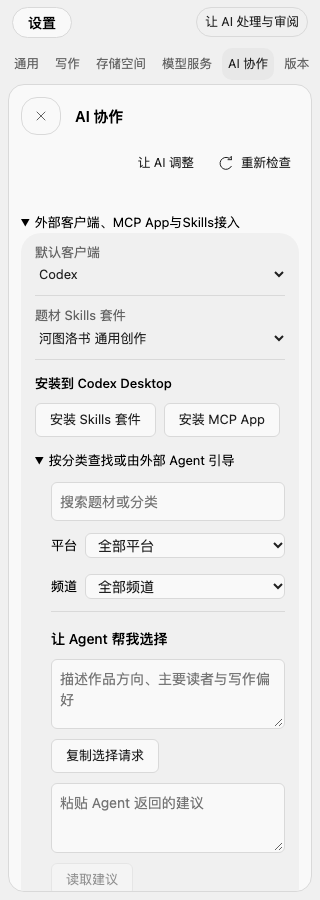 设置
让 AI 处理与审阅
通用 写作 存储空间 模型服务 AI 协作 版本
AI 协作
让 AI 调整 重新检查
▼ 外部客户端、MCP App与Skills接入
默认客户端
Codex
题材 Skills 套件
河图洛书 通用创作
安装到 Codex Desktop
安装 Skills 套件 安装 MCP App
▼ 按分类查找或由外部 Agent 引导
搜索题材或分类
平台 全部平台
频道 全部频道
让 Agent 帮我选择
描述作品方向、主要读者与写作偏
好
复制选择请求
粘贴 Agent 返回的建议
读取建议